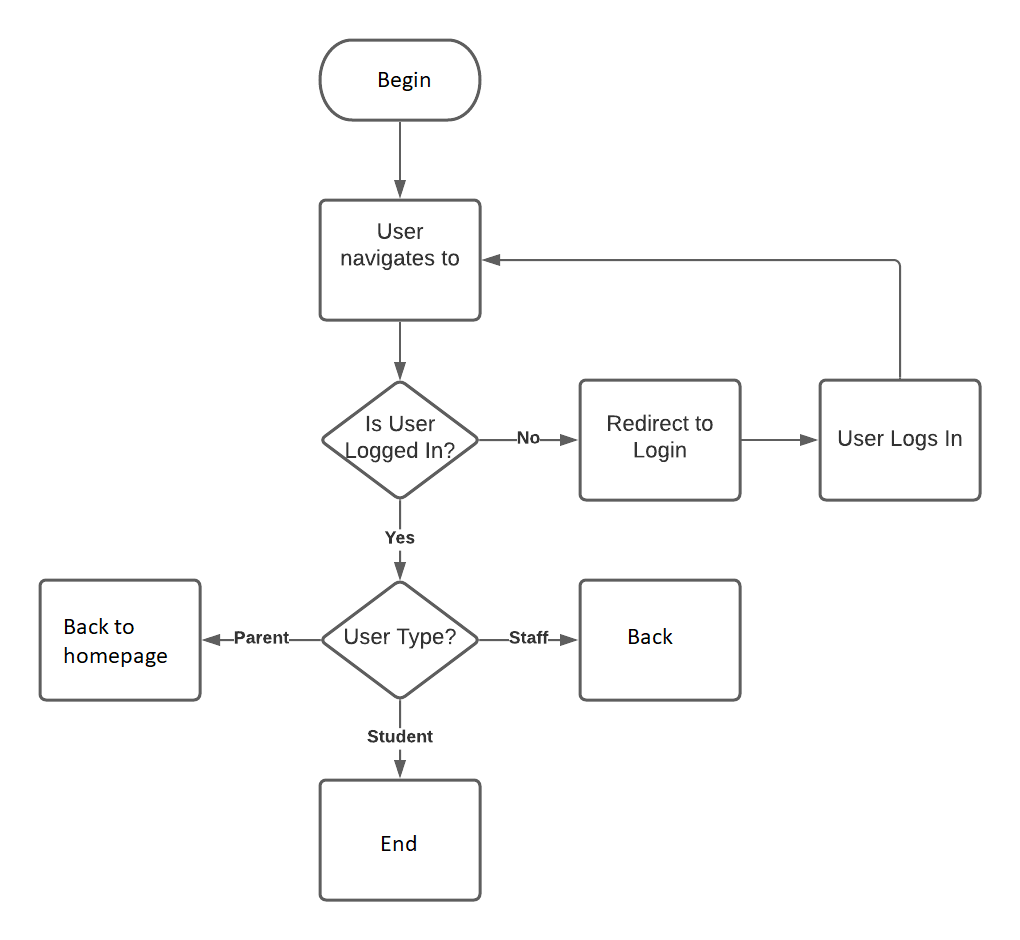 Begin
User
navigates to
Is User
Logged In?
No
Redirect to
Login
User Logs In
Yes
Back to
homepage
Parent
User Type?
Staff
Back
Student
End